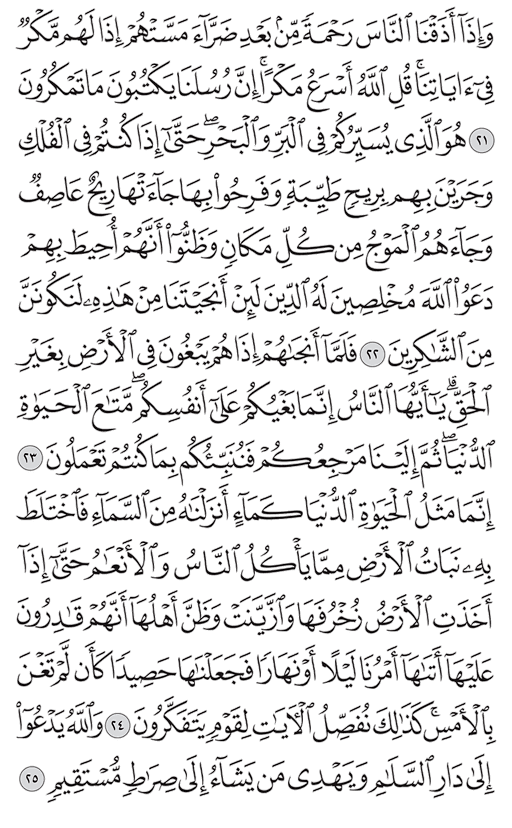 وَإِذَآ أَذَقْنَا ٱلنَّاسَ رَحْمَةً مِّنۢ بَعْدِ ضَرَّآءَ مَسَّتْهُمْ إِذَا لَهُم مَّكْرٌ
فِىٓ ءَايَاتِنَا ۚ قُلِ ٱللَّهُ أَسْرَعُ مَكْرًا ۚ إِنَّ رُسُلَنَا يَكْتُبُونَ مَا تَمْكُرُونَ
٢١ هُوَ ٱلَّذِى يُسَيِّرُكُمْ فِى ٱلْبَرِّ وَٱلْبَحْرِ ۖ حَتَّىٰٓ إِذَا كُنتُمْ فِى ٱلْفُلْكِ
وَجَرَيْنَ بِهِم بِرِيحٍ طَيِّبَةٍ وَفَرِحُوا۟ بِهَا جَآءَتْهَا رِيحٌ عَاصِفٌ
وَجَآءَهُمُ ٱلْمَوْجُ مِن كُلِّ مَكَانٍ وَظَنُّوٓا۟ أَنَّهُمْ أُحِيطَ بِهِمْ
دَعَوُا۟ ٱللَّهَ مُخْلِصِينَ لَهُ ٱلدِّينَ لَئِنْ أَنجَيْتَنَا مِنْ هَٰذِهِۦ لَنَكُونَنَّ
مِنَ ٱلشَّٰكِرِينَ ٢٢ فَلَمَّآ أَنجَىٰهُمْ إِذَا هُمْ يَبْغُونَ فِى ٱلْأَرْضِ بِغَيْرِ
ٱلْحَقِّ ۗ يَٰٓأَيُّهَا ٱلنَّاسُ إِنَّمَا بَغْيُكُمْ عَلَىٰٓ أَنفُسِكُم ۖ مَّتَٰعَ ٱلْحَيَوٰةِ
ٱلدُّنْيَا ۖ ثُمَّ إِلَيْنَا مَرْجِعُكُمْ فَنُنَبِّئُكُم بِمَا كُنتُمْ تَعْمَلُونَ ٢٣
إِنَّمَا مَثَلُ ٱلْحَيَوٰةِ ٱلدُّنْيَا كَمَآءٍ أَنزَلْنَٰهُ مِنَ ٱلسَّمَآءِ فَٱخْتَلَطَ
بِهِۦ نَبَاتُ ٱلْأَرْضِ مِمَّا يَأْكُلُ ٱلنَّاسُ وَٱلْأَنْعَٰمُ حَتَّىٰٓ إِذَآ
أَخَذَتِ ٱلْأَرْضُ زُخْرُفَهَا وَٱزَّيَّنَتْ وَظَنَّ أَهْلُهَآ أَنَّهُمْ قَٰدِرُونَ
عَلَيْهَآ أَتَىٰهَآ أَمْرُنَا لَيْلًا أَوْ نَهَارًا فَجَعَلْنَٰهَا حَصِيدًا كَأَن لَّمْ تَغْنَ
بِٱلْأَمْسِ ۚ كَذَٰلِكَ نُفَصِّلُ ٱلْءَايَٰتِ لِقَوْمٍ يَتَفَكَّرُونَ ٢٤ وَٱللَّهُ يَدْعُوٓا۟
إِلَىٰ دَارِ ٱلسَّلَٰمِ وَيَهْدِى مَن يَشَآءُ إِلَىٰ صِرَٰطٍ مُّسْتَقِيمٍ ٢٥